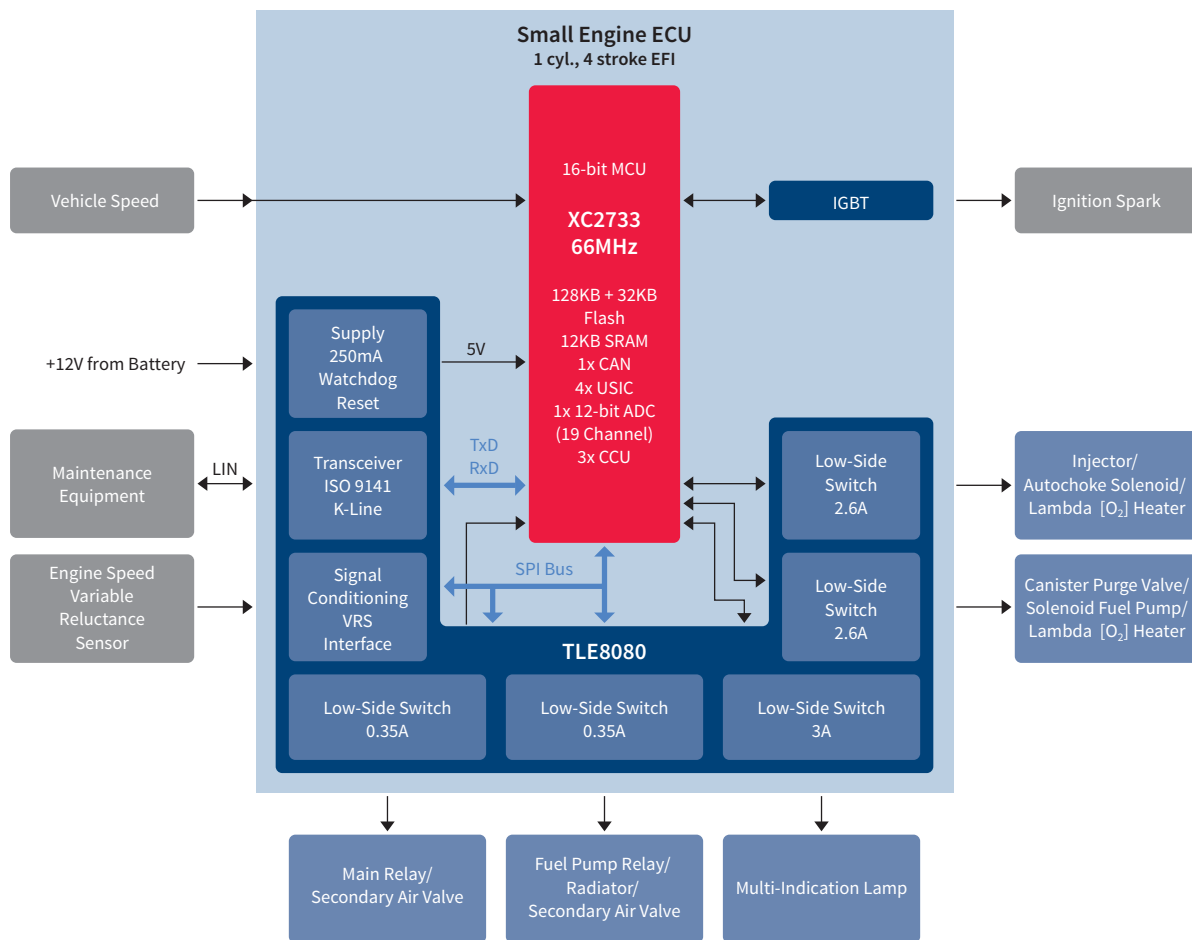 Small Engine ECU
1 cyl., 4 stroke EFI
Vehicle Speed
16-bit MCU
XC2733
66MHz
128KB + 32KB
Flash
12KB SRAM
1x CAN
4x USIC
1x 12-bit ADC
(19 Channel)
3x CCU
IGBT
Ignition Spark
+12V from Battery
Supply
250mA
Watchdog
Reset
5V
Maintenance
Equipment
LIN
Transceiver
ISO 9141
K-Line
TxD
RxD
Low-Side
Switch
2.6A
Injector/
Autochoke Solenoid/
Lambda [O₂] Heater
Engine Speed
Variable
Reluctance
Sensor
Signal
Conditioning
VRS
Interface
SPI Bus
Low-Side
Switch
2.6A
Canister Purge Valve/
Solenoid Fuel Pump/
Lambda [O₂] Heater
TLE8080
Low-Side Switch
0.35A
Low-Side Switch
0.35A
Low-Side Switch
3A
Main Relay/
Secondary Air Valve
Fuel Pump Relay/
Radiator/
Secondary Air Valve
Multi-Indication Lamp